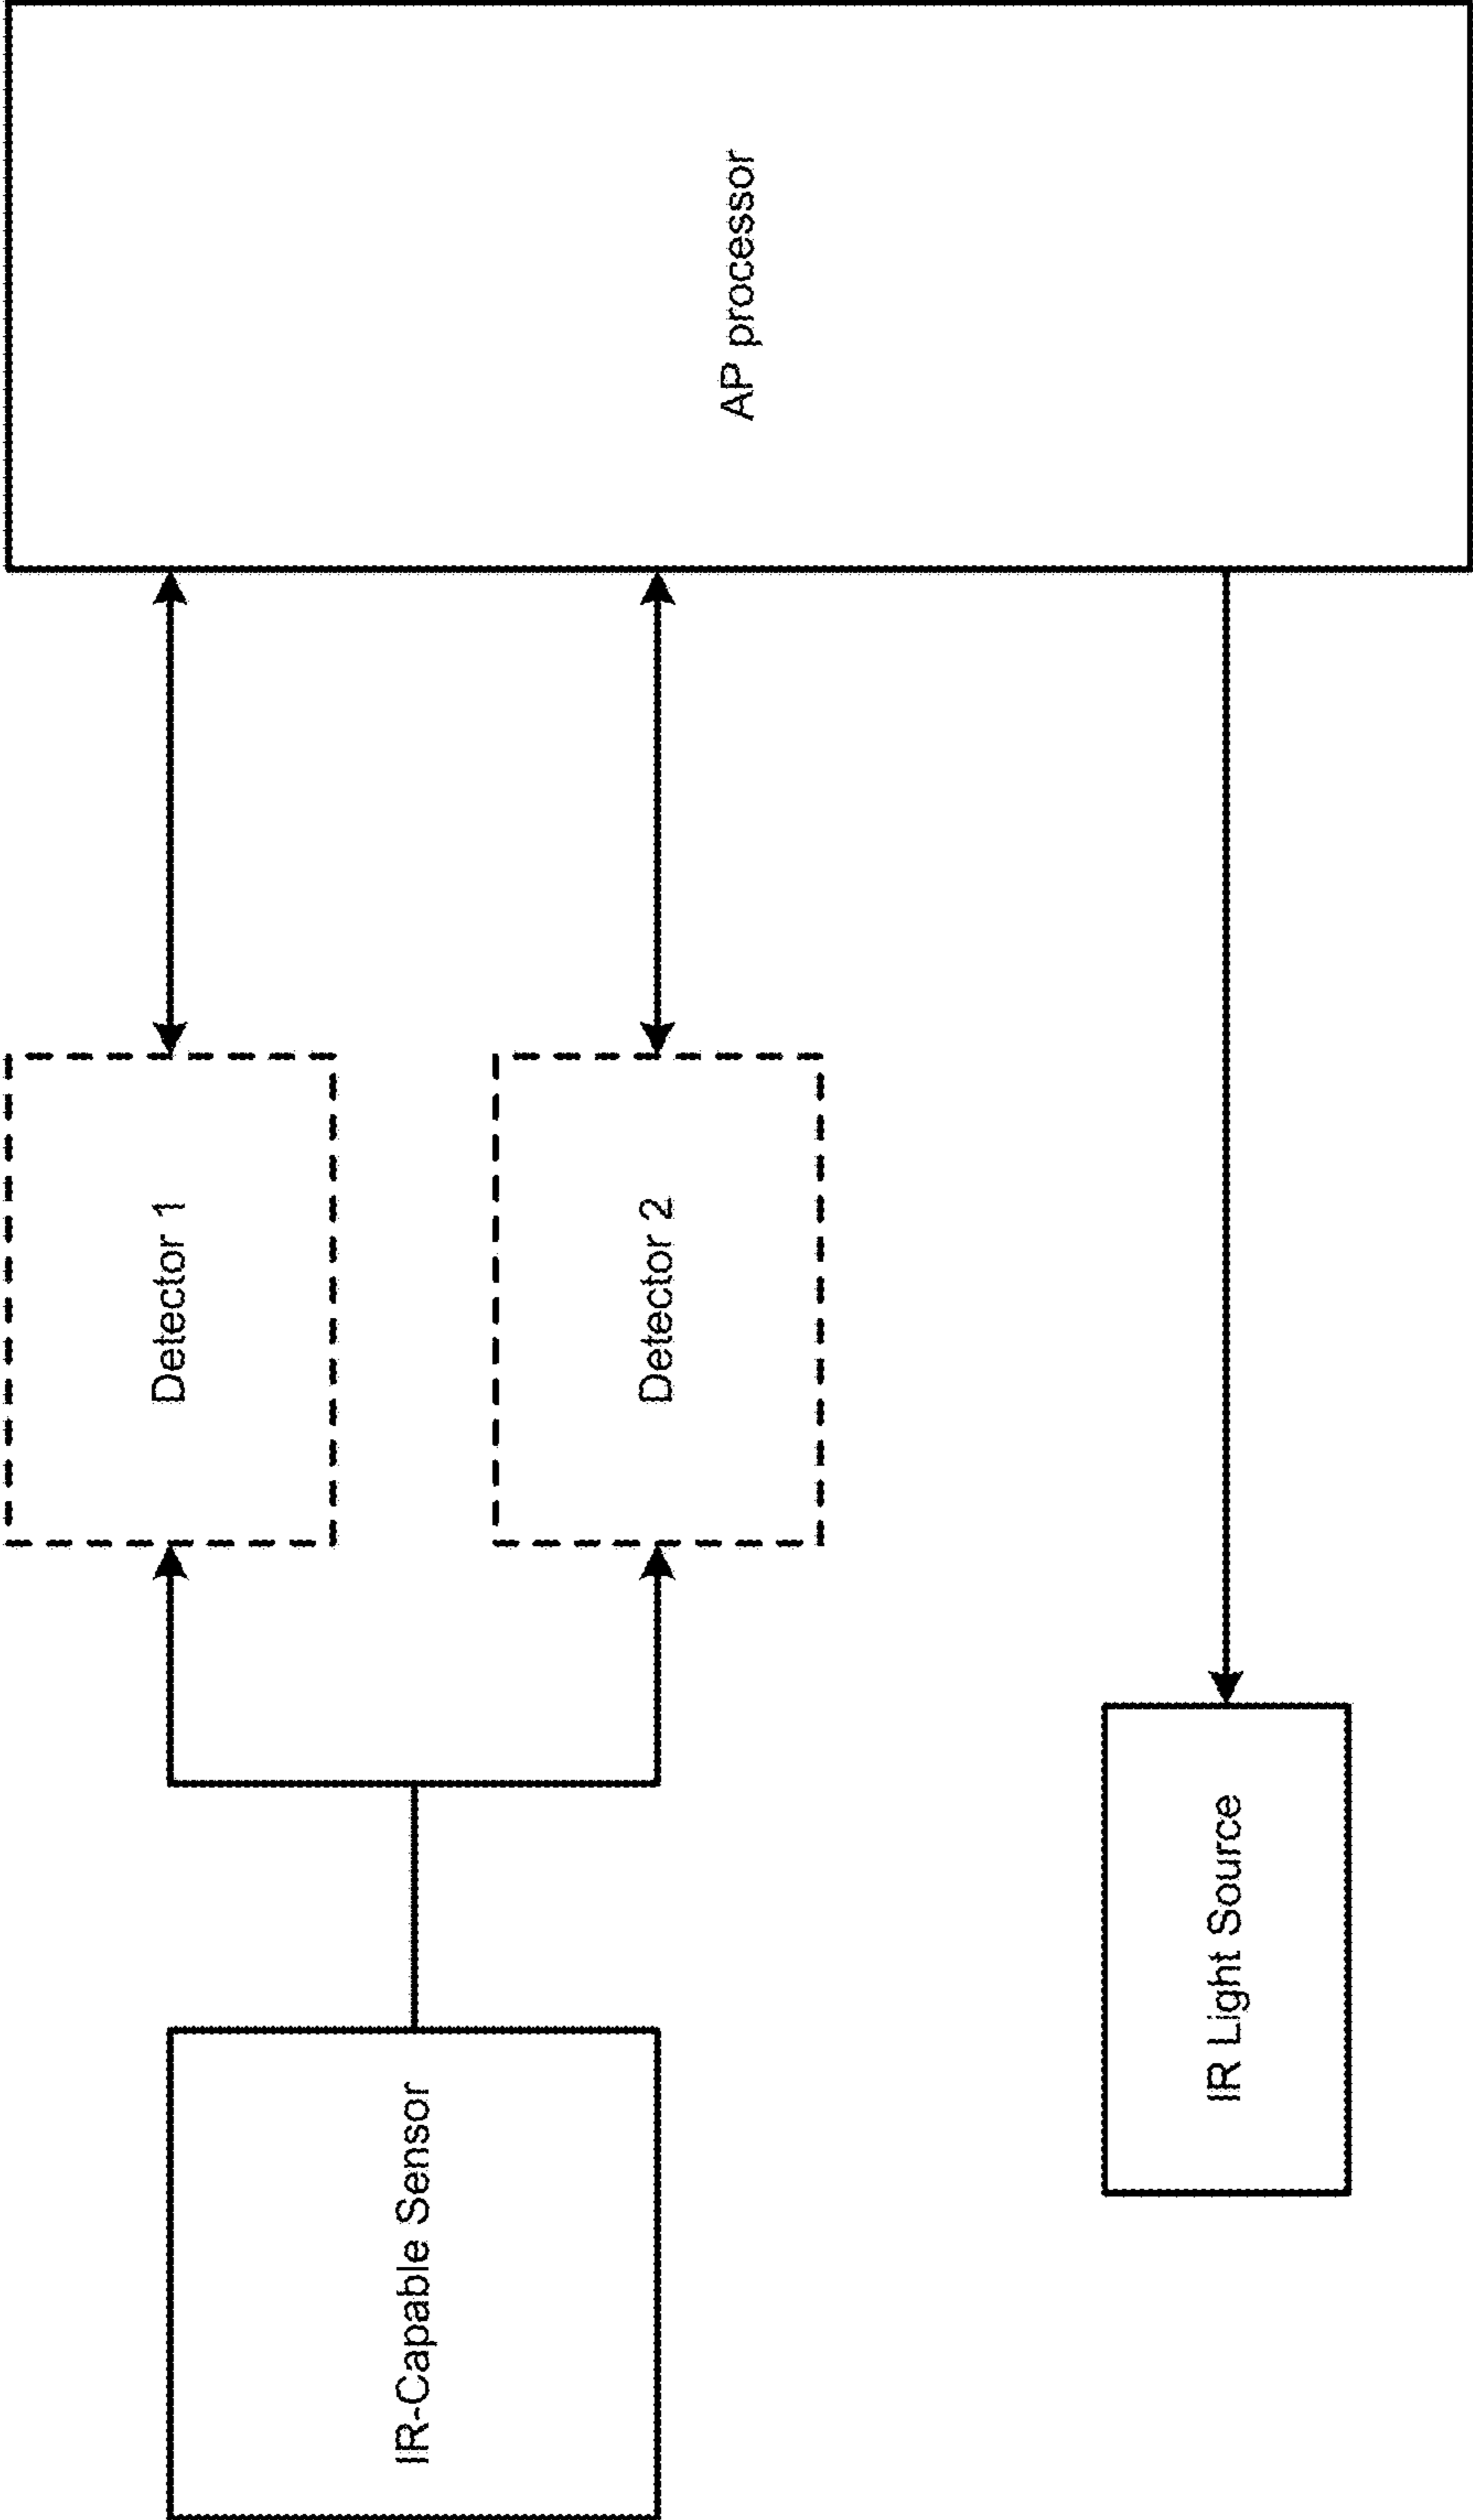 IR-Capable Sensor
Detector 1
Detector 2
AP processor
IR Light Source